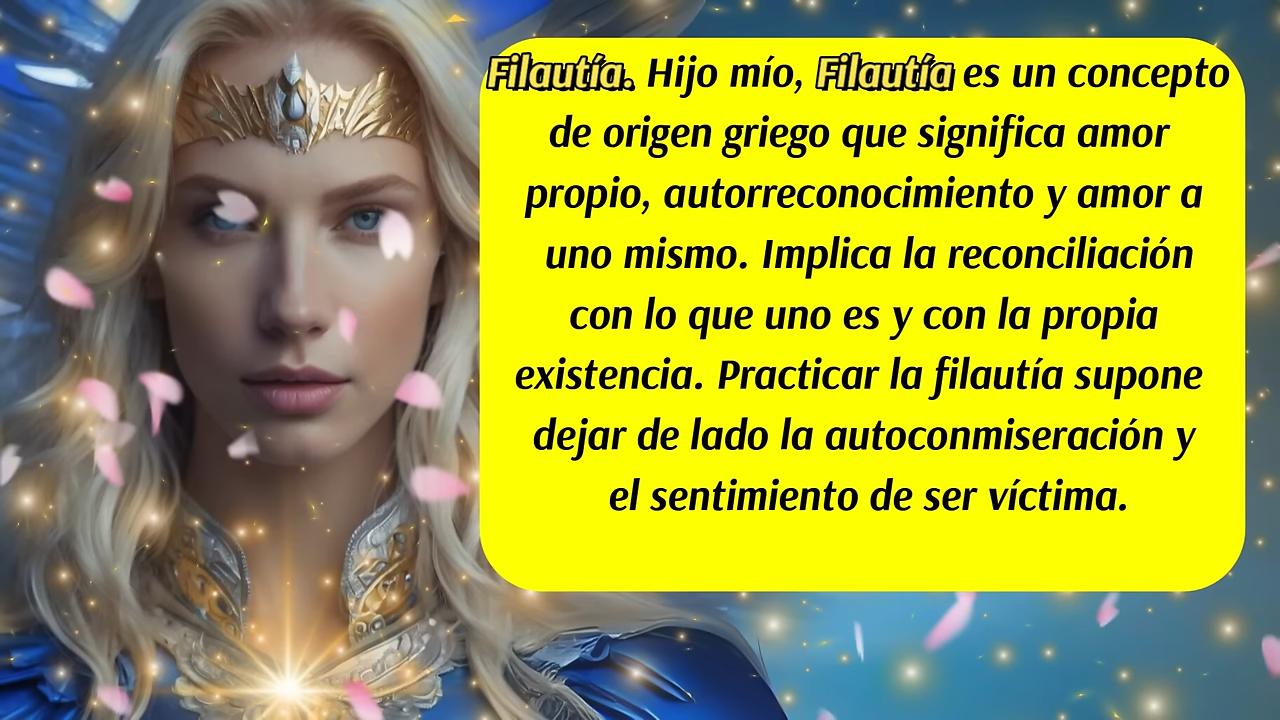 Filautía. Hijo mío, Filautía es un concepto
de origen griego que significa amor
propio, autorreconocimiento y amor a
uno mismo. Implica la reconciliación
con lo que uno es y con la propia
existencia. Practicar la filautía supone
dejar de lado la autoconmiseración y
el sentimiento de ser víctima.